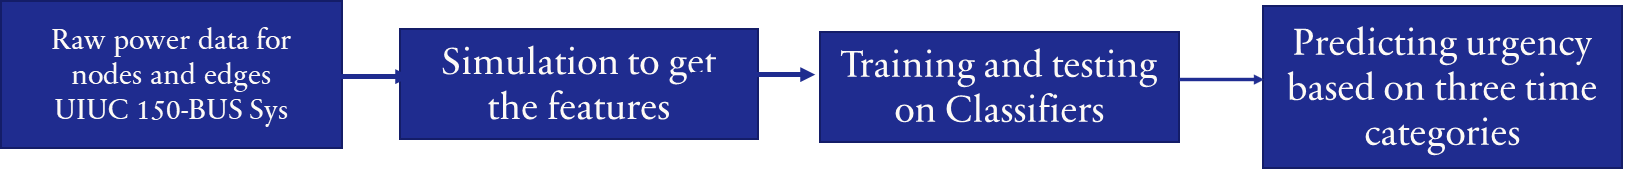 Raw power data for
nodes and edges
UIUC 150-BUS Sys
Simulation to get
the features
Training and testing
on Classifiers
Predicting urgency
based on three time
categories